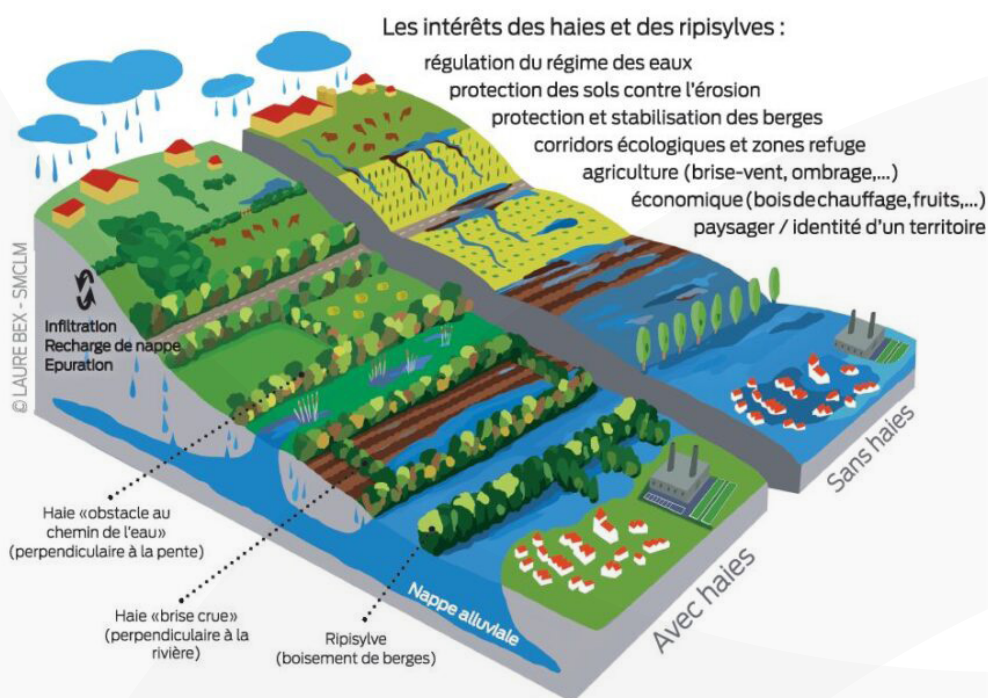 Les intérêts des haies et des ripisylves :
régulation du régime des eaux
protection des sols contre l'érosion
protection et stabilisation des berges
corridors écologiques et zones refuge
agriculture (brise-vent, ombrage,...)
économique (bois de chauffage, fruits,...)
paysager / identité d'un territoire
© LAURE BEX - SMCLM
Infiltration
Recharge de nappe
Epuration
Sans haies
Haie «obstacle au
chemin de l'eau»
(perpendiculaire à la pente)
Haie «brise crue»
(perpendiculaire à la
rivière)
Ripisylve
(boisement de berges)
Nappe alluviale
Avec haies